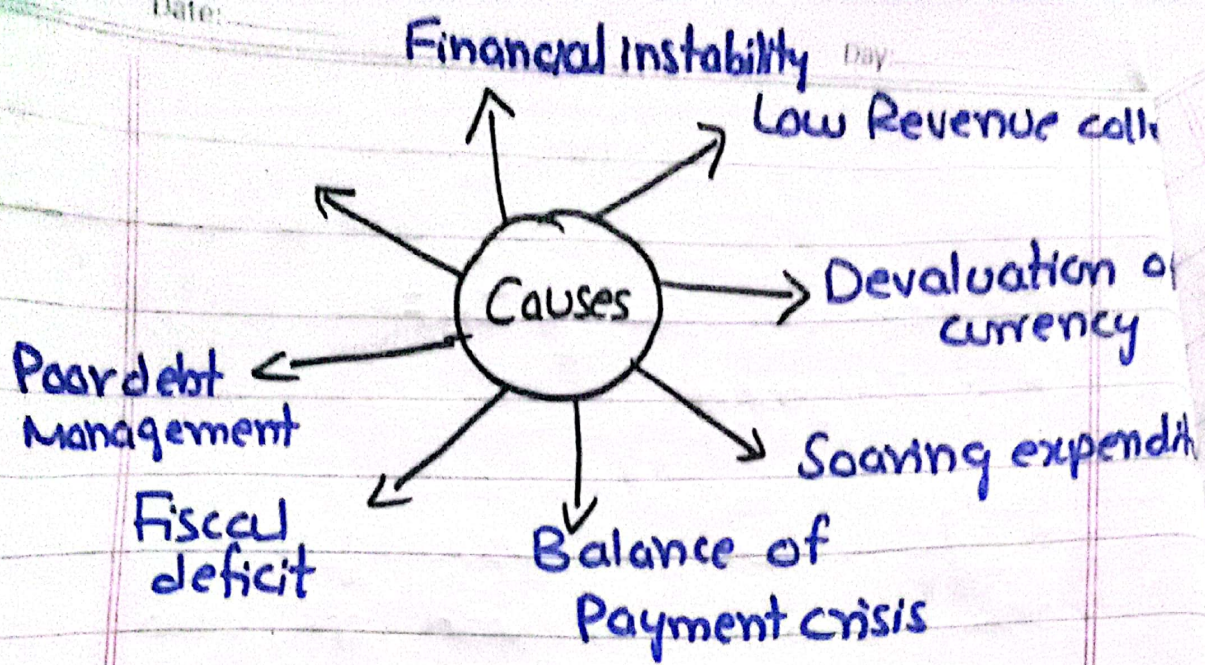 Date:
Day:
Financial instability
Low Revenue coll
Devaluation o
currency
Causes
Poor debt
Management
Soaring expendit
Fiscal
deficit
Balance of
Payment crisis